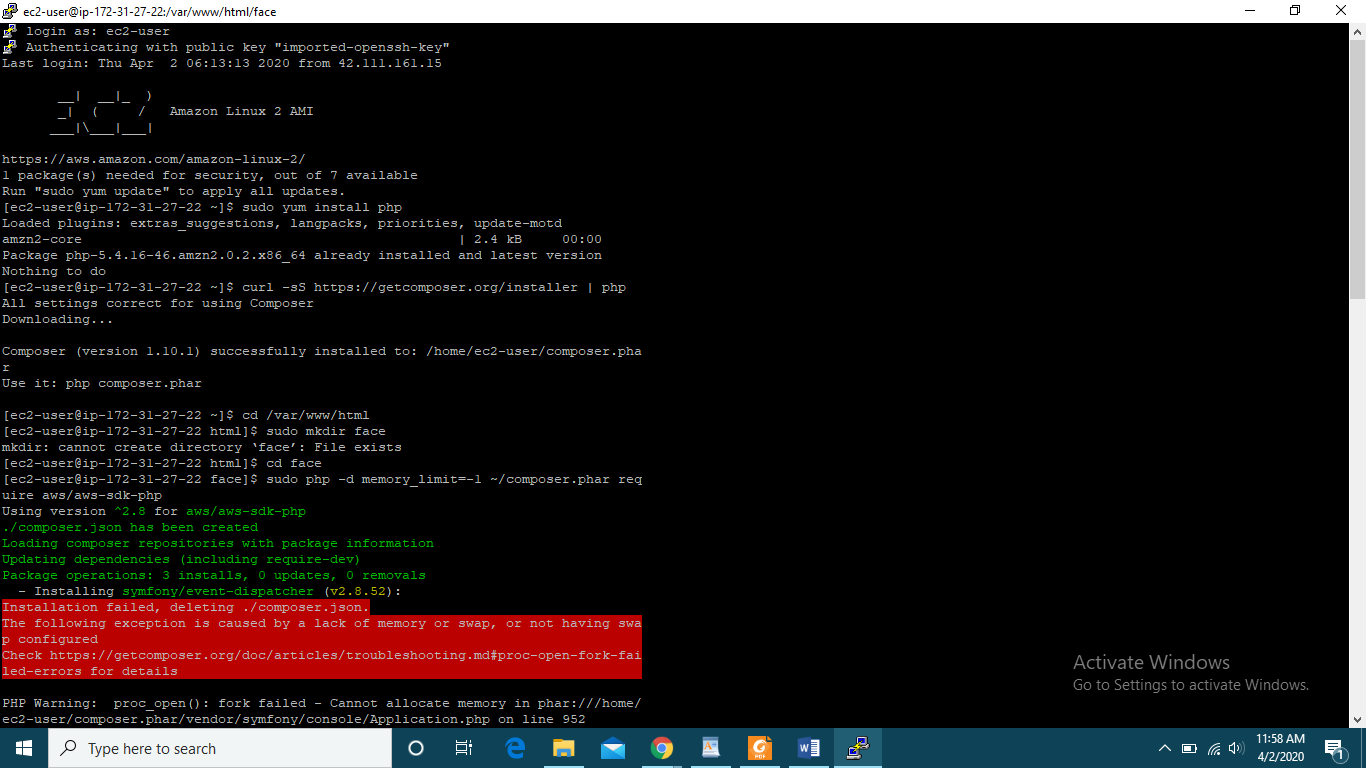 ec2-user@ip-172-31-27-22:/var/www/html/face
login as: ec2-user
Authenticating with public key "imported-openssh-key"
Last login: Thu Apr  2 06:13:13 2020 from 42.111.161.15
       __|  __|_  )
       _|  (     /   Amazon Linux 2 AMI
      ___|\___|___|
https://aws.amazon.com/amazon-linux-2/
1 package(s) needed for security, out of 7 available
Run "sudo yum update" to apply all updates.
[ec2-user@ip-172-31-27-22 ~]$ sudo yum install php
Loaded plugins: extras_suggestions, langpacks, priorities, update-motd
amzn2-core                                               | 2.4 kB     00:00
Package php-5.4.16-46.amzn2.0.2.x86_64 already installed and latest version
Nothing to do
[ec2-user@ip-172-31-27-22 ~]$ curl -sS https://getcomposer.org/installer | php
All settings correct for using Composer
Downloading...
Composer (version 1.10.1) successfully installed to: /home/ec2-user/composer.pha
r
Use it: php composer.phar
[ec2-user@ip-172-31-27-22 ~]$ cd /var/www/html
[ec2-user@ip-172-31-27-22 html]$ sudo mkdir face
mkdir: cannot create directory ‘face’: File exists
[ec2-user@ip-172-31-27-22 html]$ cd face
[ec2-user@ip-172-31-27-22 face]$ sudo php -d memory_limit=-1 ~/composer.phar req
uire aws/aws-sdk-php
Using version ^2.8 for aws/aws-sdk-php
./composer.json has been created
Loading composer repositories with package information
Updating dependencies (including require-dev)
Package operations: 3 installs, 0 updates, 0 removals
  - Installing symfony/event-dispatcher (v2.8.52):
Installation failed, deleting ./composer.json.
The following exception is caused by a lack of memory or swap, or not having swa
p configured
Check https://getcomposer.org/doc/articles/troubleshooting.md#proc-open-fork-fai
led-errors for details
PHP Warning:  proc_open(): fork failed - Cannot allocate memory in phar:///home/
ec2-user/composer.phar/vendor/symfony/console/Application.php on line 952
Activate Windows
Go to Settings to activate Windows.
Type here to search
11:58 AM
4/2/2020
1